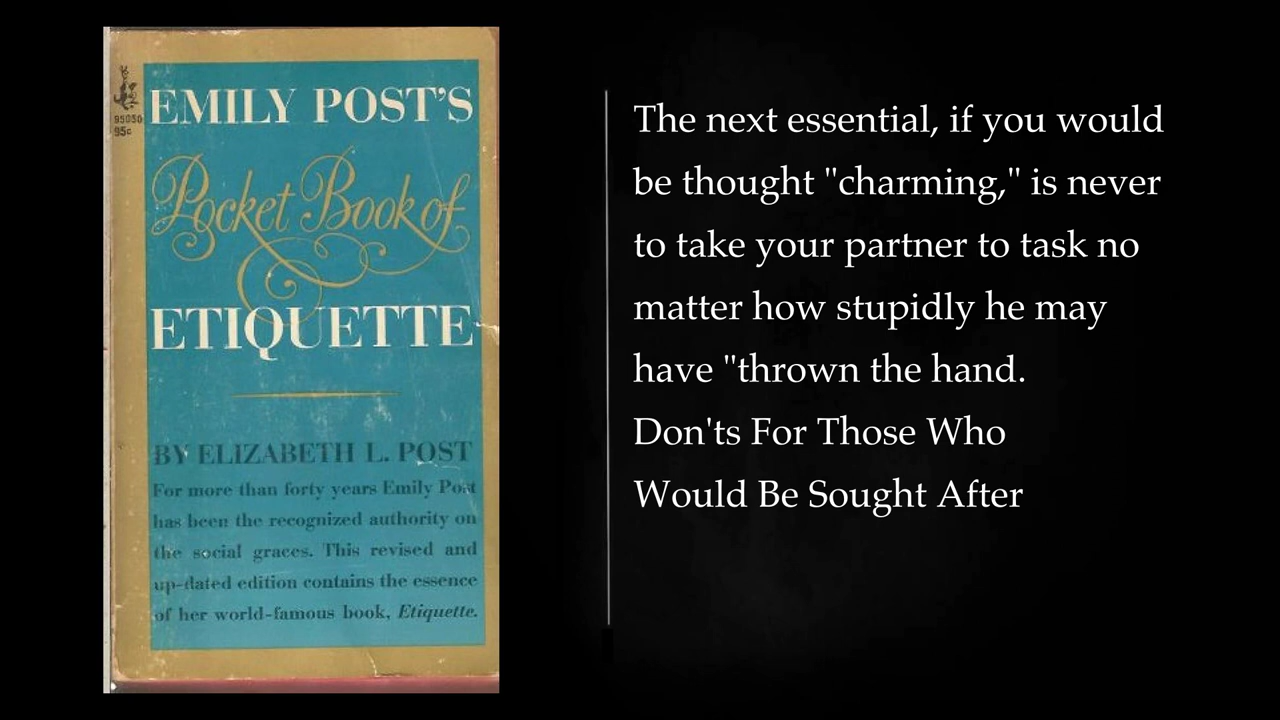 EMILY POST'S
Pocket Book of
ETIQUETTE
95050
95c
BY ELIZABETH L. POST
For more than forty years Emily Post
has been the recognized authority on
the social graces. This revised and
up-dated edition contains the essence
of her world-famous book, Etiquette.
The next essential, if you would
be thought "charming," is never
to take your partner to task no
matter how stupidly he may
have "thrown the hand.
Don'ts For Those Who
Would Be Sought After